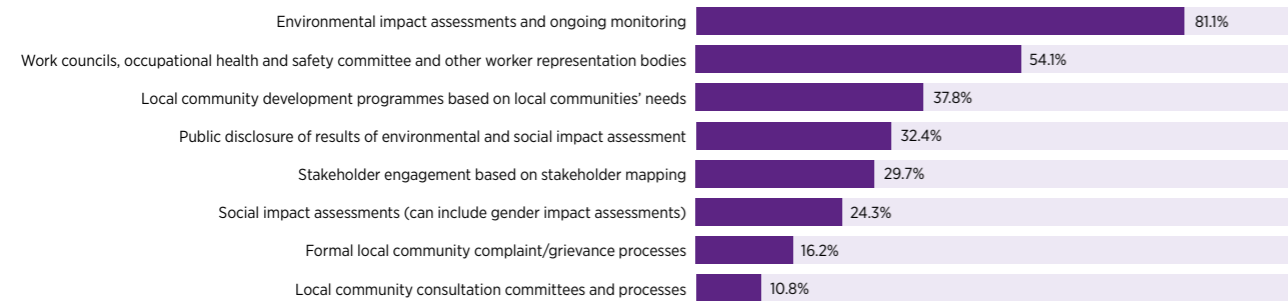 Environmental impact assessments and ongoing monitoring 81.1%
Work councils, occupational health and safety committee and other worker representation bodies 54.1%
Local community development programmes based on local communities’ needs 37.8%
Public disclosure of results of environmental and social impact assessment 32.4%
Stakeholder engagement based on stakeholder mapping 29.7%
Social impact assessments (can include gender impact assessments) 24.3%
Formal local community complaint/grievance processes 16.2%
Local community consultation committees and processes 10.8%